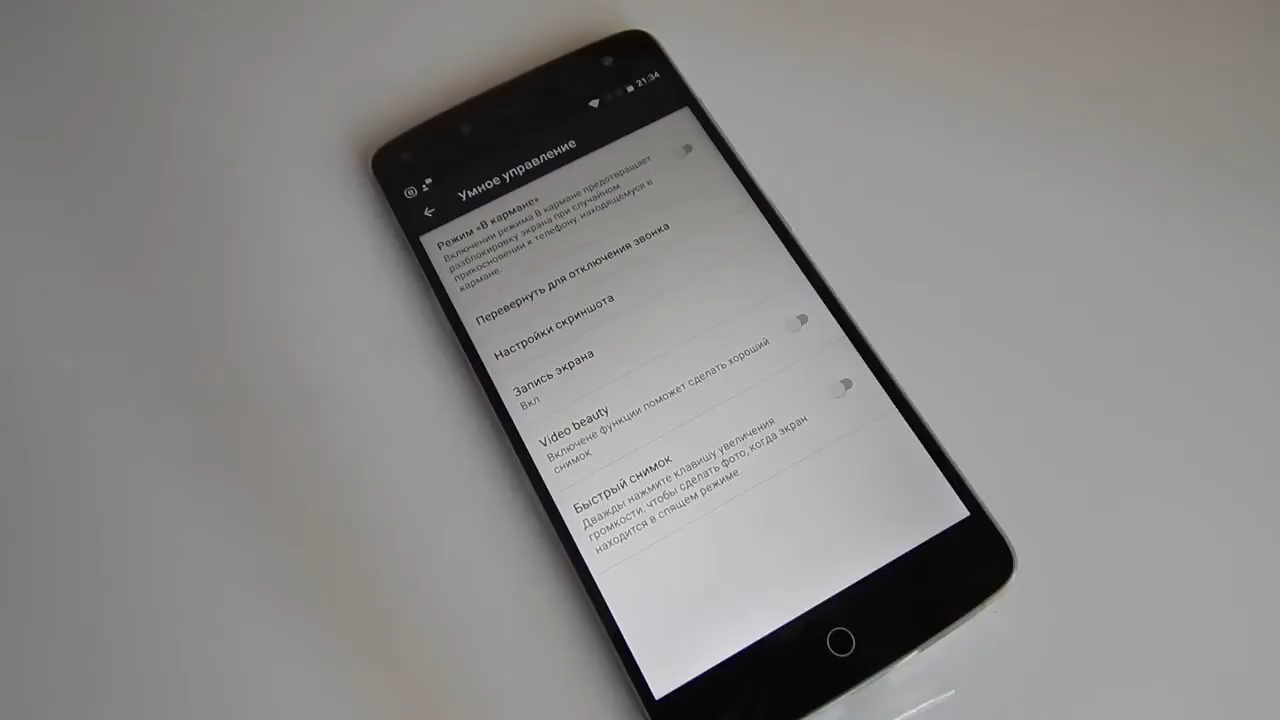 21:34
Умное управление
Режим «В кармане»
Включении режима В кармане предотвращает
разблокировку экрана при случайном
прикосновении к телефону, находящемуся в
кармане.
Перевернуть для отключения звонка
Настройки скриншота
Запись экрана
Вкл
Video beauty
Включене функции поможет сделать хороший
снимок
Быстрый снимок
Дважды нажмите клавишу увеличения
громкости, чтобы сделать фото, когда экран
находится в спящем режиме